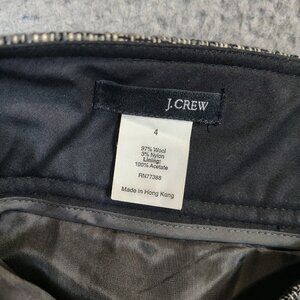 J.CREW
4
97% Wool
3% Nylon
Lining:
100% Acetate
RN77388
Made in Hong Kong